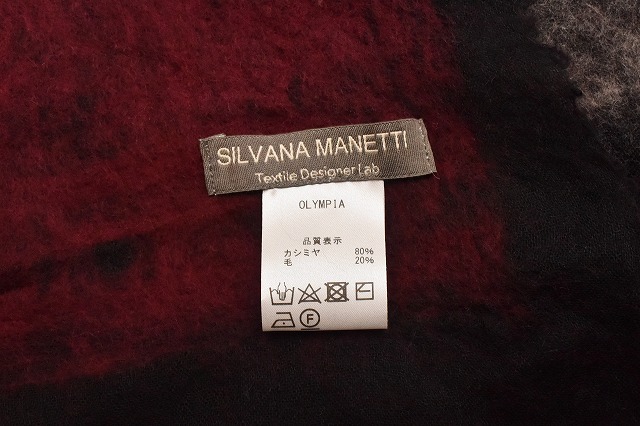 SILVANA MANETTI
Textile Designer Lab
OLYMPIA
品質表示
カシミヤ 80%
毛 20%
F